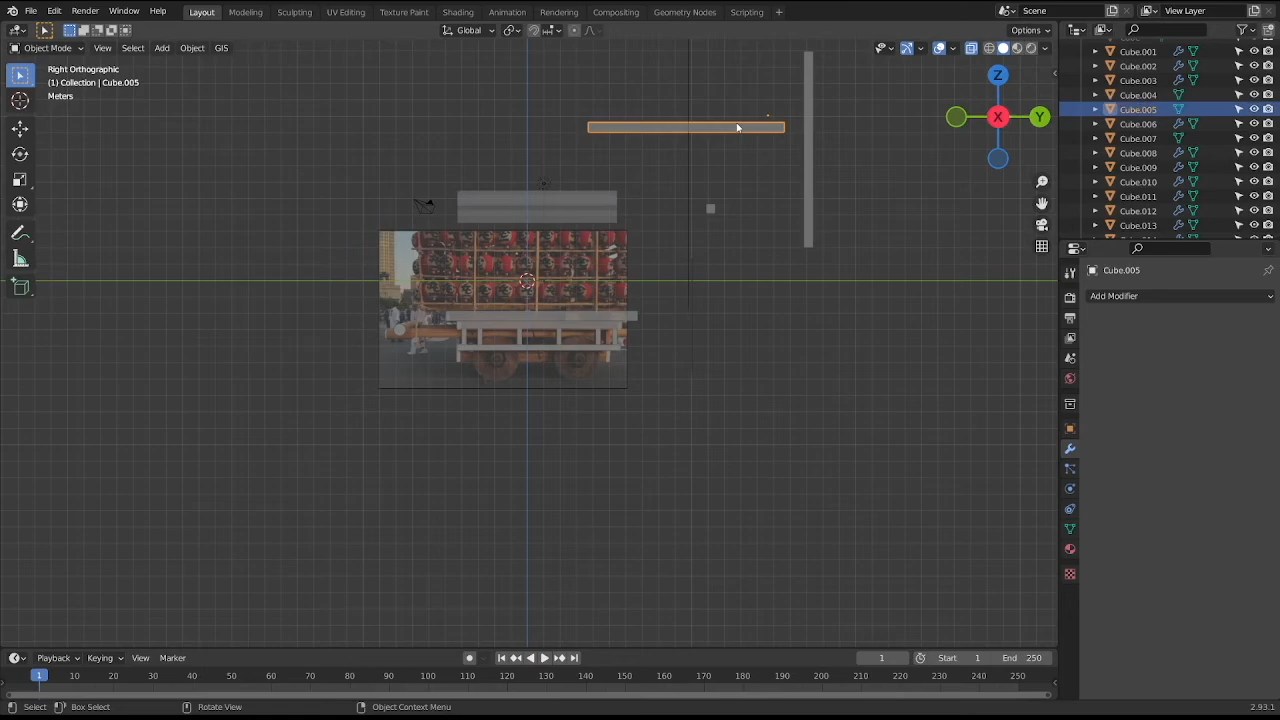 File Edit Render Window Help Layout Modeling Sculpting UV Editing Texture Paint Shading Animation Rendering Compositing Geometry Nodes Scripting + Scene View Layer
Global Options
Object Mode View Select Add Object GIS
Right Orthographic
(1) Collection | Cube.005
Meters
Z
X
Y
Cube.001
Cube.002
Cube.003
Cube.004
Cube.005
Cube.006
Cube.007
Cube.008
Cube.009
Cube.010
Cube.011
Cube.012
Cube.013
Cube.005
Add Modifier
Playback Keying View Marker 1 Start 1 End 250
1 10 20 30 40 50 60 70 80 90 100 110 120 130 140 150 160 170 180 190 200 210 220 230 240 250
Select Box Select Rotate View Object Context Menu 2.93.1